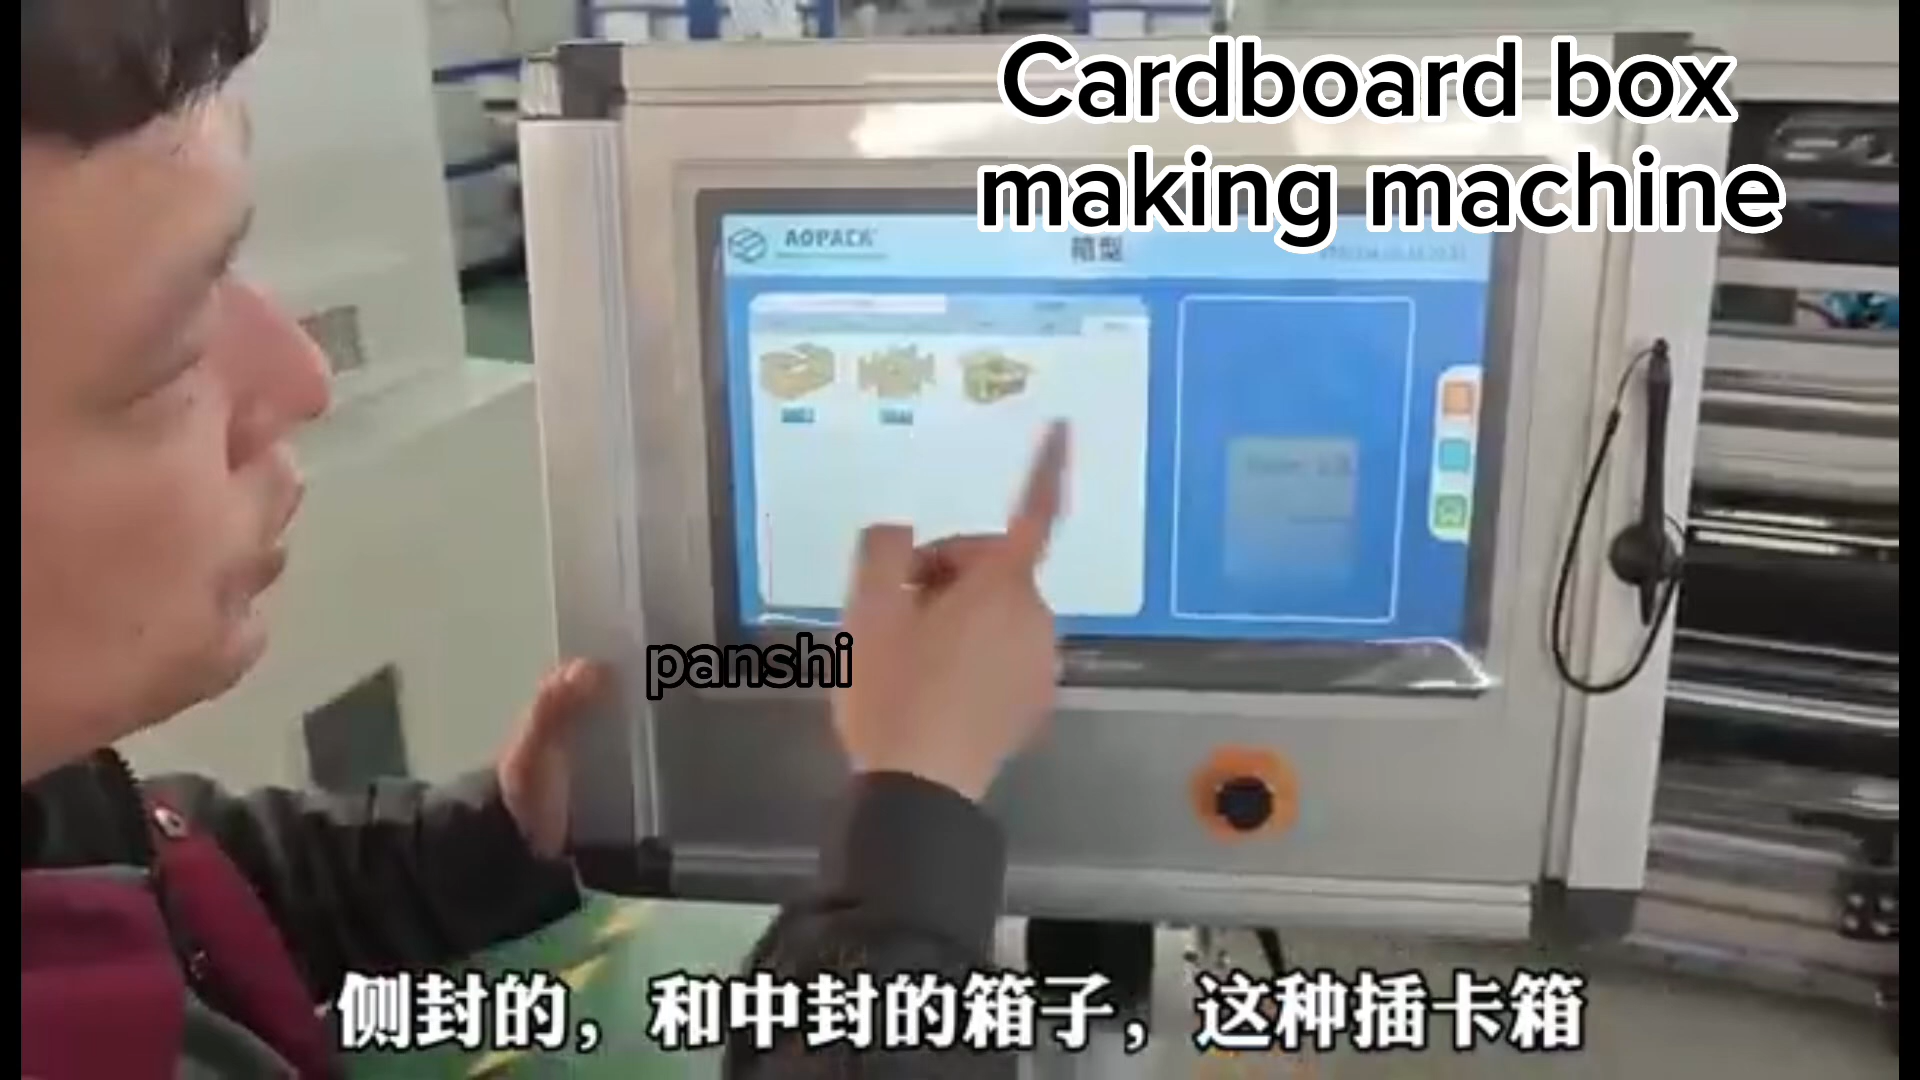 Cardboard box
making machine
AOPACK
箱型
panshi
侧封的，和中封的箱子，这种插卡箱